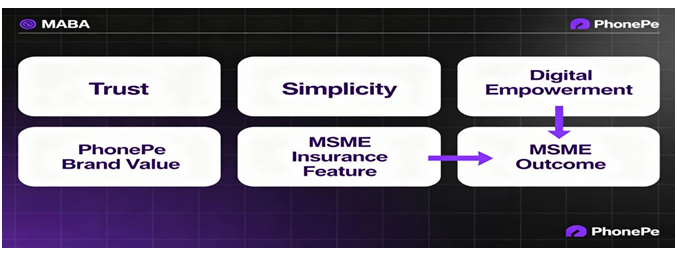 MABA
PhonePe
Trust
Simplicity
Digital
Empowerment
PhonePe
Brand Value
MSME
Insurance
Feature
MSME
Outcome
PhonePe